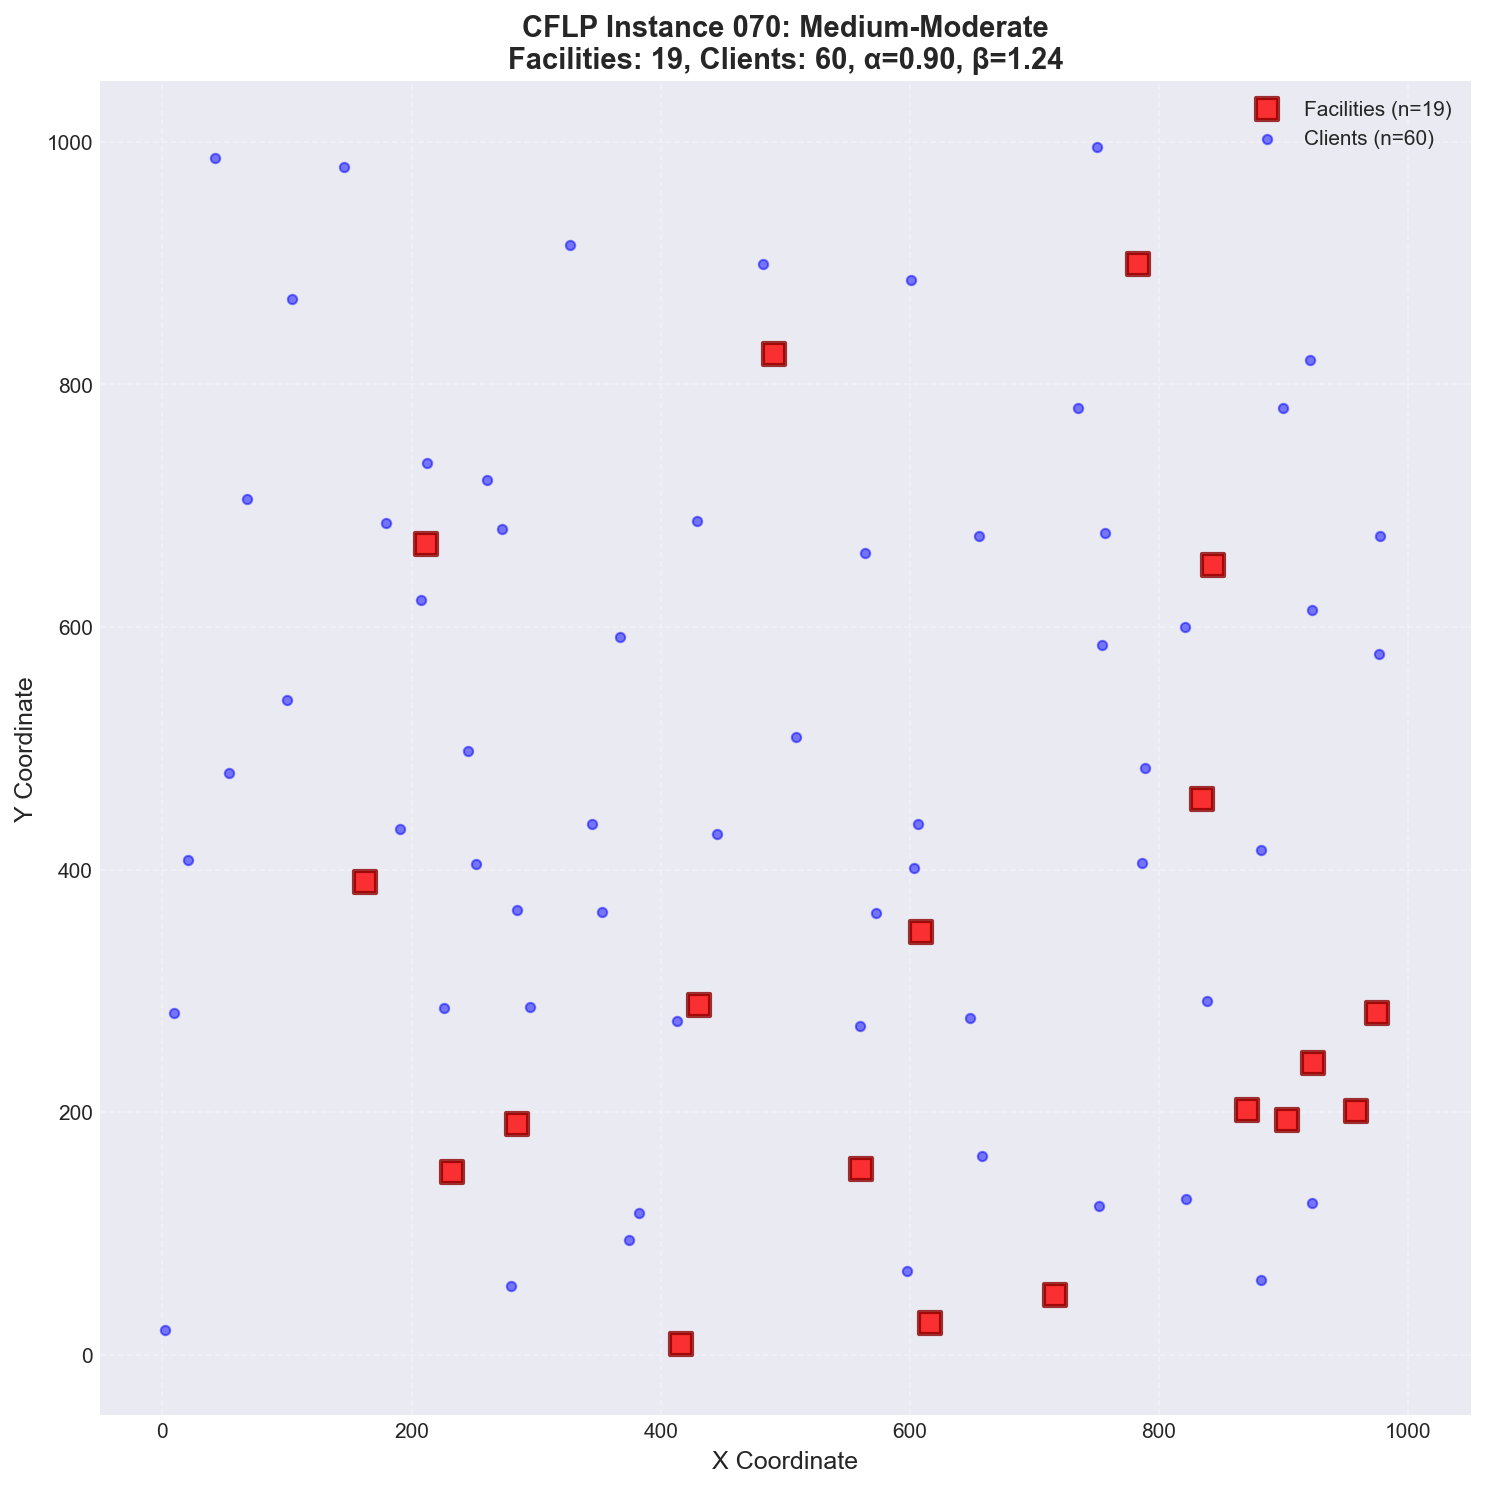 CFLP Instance 070: Medium-Moderate
Facilities: 19, Clients: 60, α=0.90, β=1.24
Facilities (n=19)
Clients (n=60)
1000
800
600
400
200
0
Y Coordinate
0 200 400 600 800 1000
X Coordinate